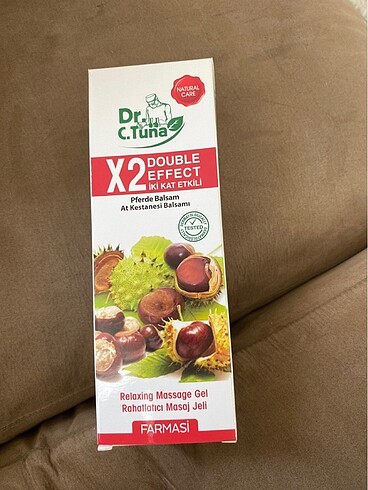 Dr.
C.Tuna
NATURAL
CARE
X2 DOUBLE
EFFECT
İKİ KAT ETKİLİ
Pferde Balsam
At Kestanesi Balsamı
TESTED
Relaxing Massage Gel
Rahatlatıcı Masaj Jeli
FARMASi